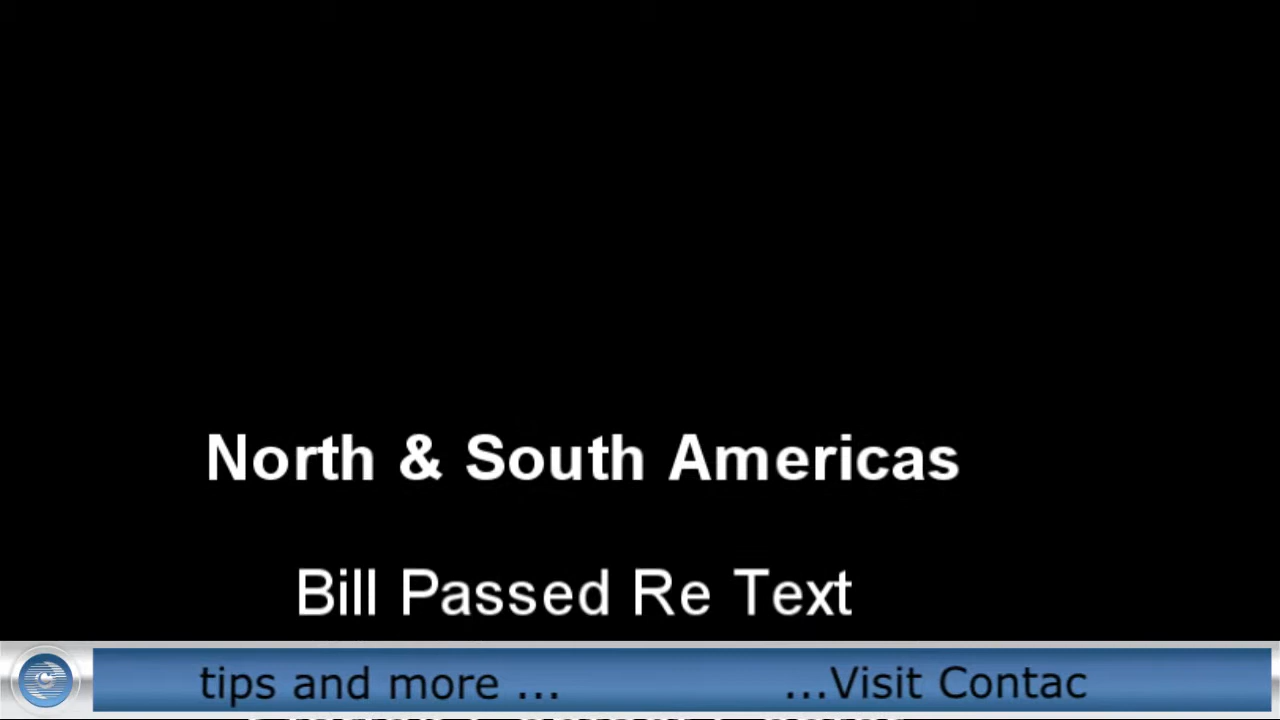 North & South Americas
Bill Passed Re Text
tips and more ... ...Visit Contac